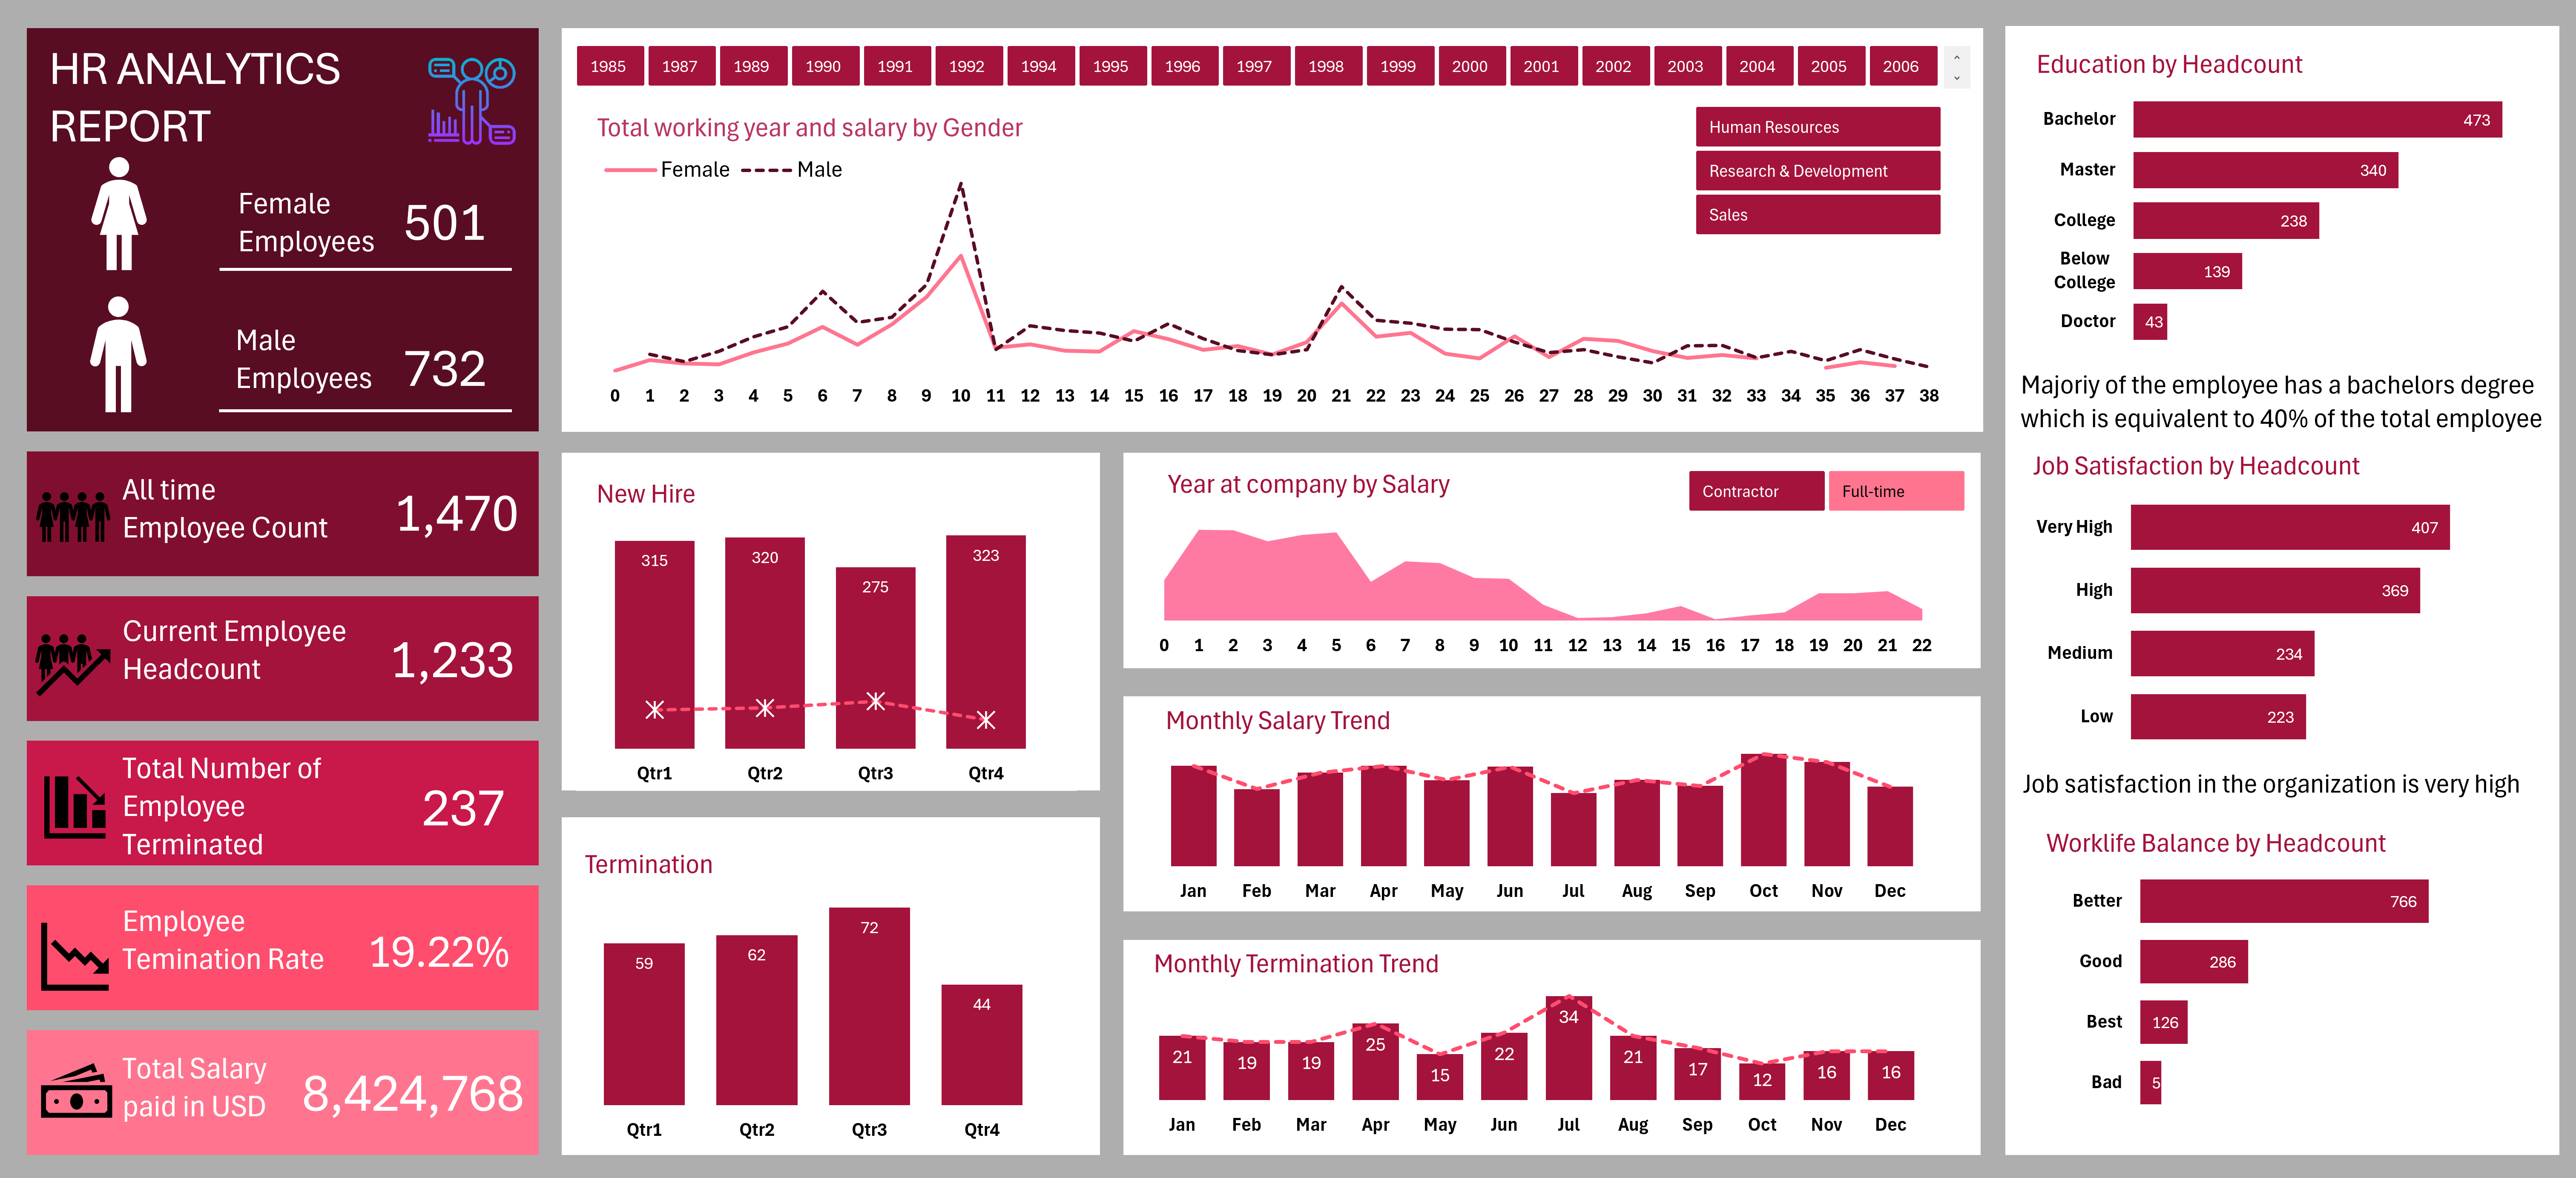 HR ANALYTICS
REPORT
Female
Employees
501
Male
Employees
732
All time
Employee Count
1,470
Current Employee
Headcount
1,233
Total Number of
Employee
Terminated
237
Employee
Temination Rate
19.22%
Total Salary
paid in USD
8,424,768
1985 1987 1989 1990 1991 1992 1994 1995 1996 1997 1998 1999 2000 2001 2002 2003 2004 2005 2006
Total working year and salary by Gender
Female Male
Human Resources
Research & Development
Sales
0 1 2 3 4 5 6 7 8 9 10 11 12 13 14 15 16 17 18 19 20 21 22 23 24 25 26 27 28 29 30 31 32 33 34 35 36 37 38
New Hire
315 320 275 323
Qtr1 Qtr2 Qtr3 Qtr4
Termination
59 62 72 44
Qtr1 Qtr2 Qtr3 Qtr4
Year at company by Salary
Contractor Full-time
0 1 2 3 4 5 6 7 8 9 10 11 12 13 14 15 16 17 18 19 20 21 22
Monthly Salary Trend
Jan Feb Mar Apr May Jun Jul Aug Sep Oct Nov Dec
Monthly Termination Trend
21 19 19 25 15 22 34 21 17 12 16 16
Jan Feb Mar Apr May Jun Jul Aug Sep Oct Nov Dec
Education by Headcount
Bachelor 473
Master 340
College 238
Below
College 139
Doctor 43
Majoriy of the employee has a bachelors degree
which is equivalent to 40% of the total employee
Job Satisfaction by Headcount
Very High 407
High 369
Medium 234
Low 223
Job satisfaction in the organization is very high
Worklife Balance by Headcount
Better 766
Good 286
Best 126
Bad 5